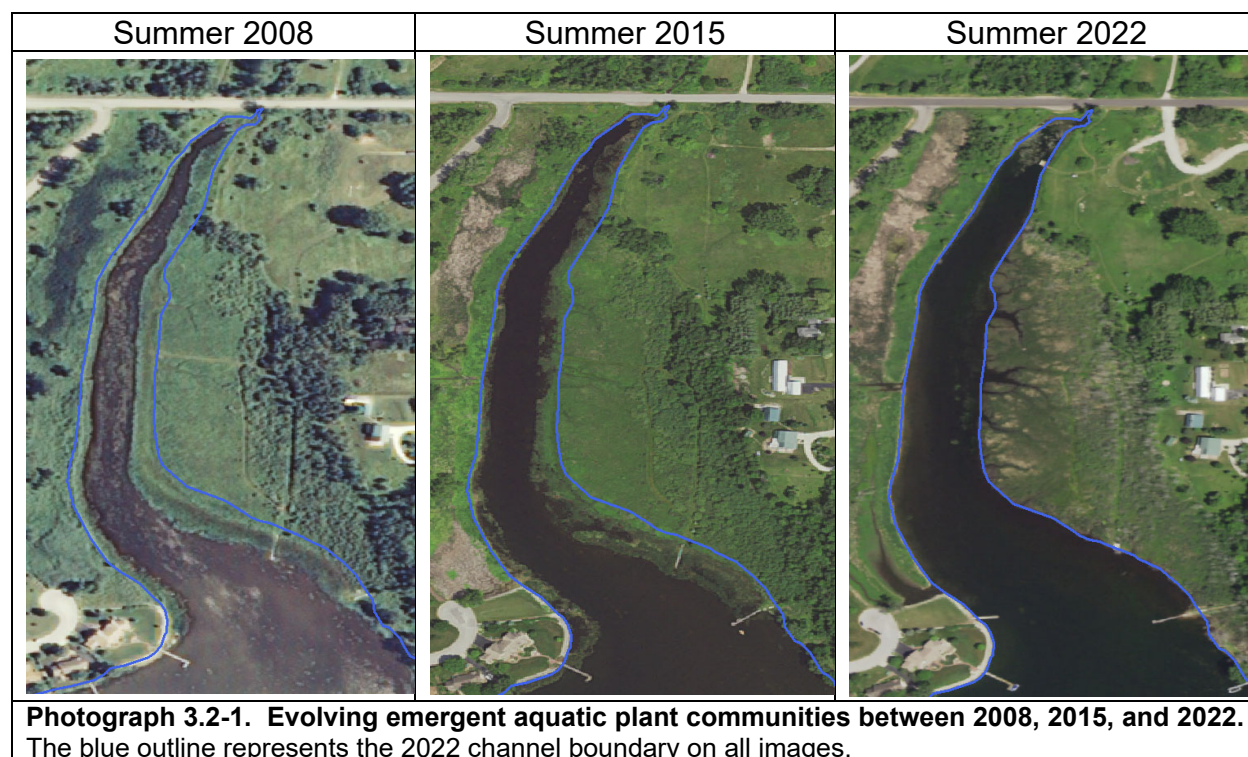 Summer 2008
Summer 2015
Summer 2022
Photograph 3.2-1. Evolving emergent aquatic plant communities between 2008, 2015, and 2022.
The blue outline represents the 2022 channel boundary on all images.